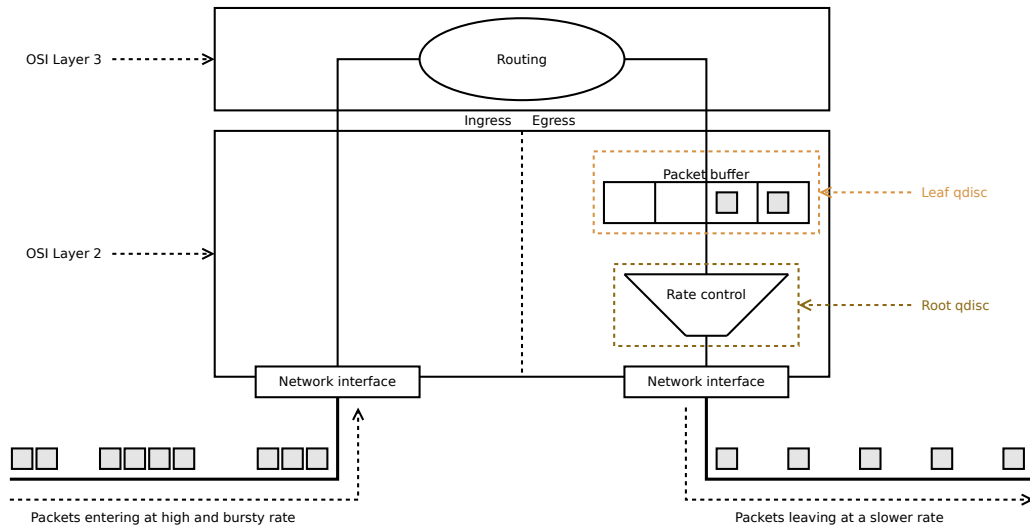 OSI Layer 3
Routing
Ingress
Egress
Packet buffer
Leaf qdisc
OSI Layer 2
Rate control
Root qdisc
Network interface
Network interface
Packets entering at high and bursty rate
Packets leaving at a slower rate